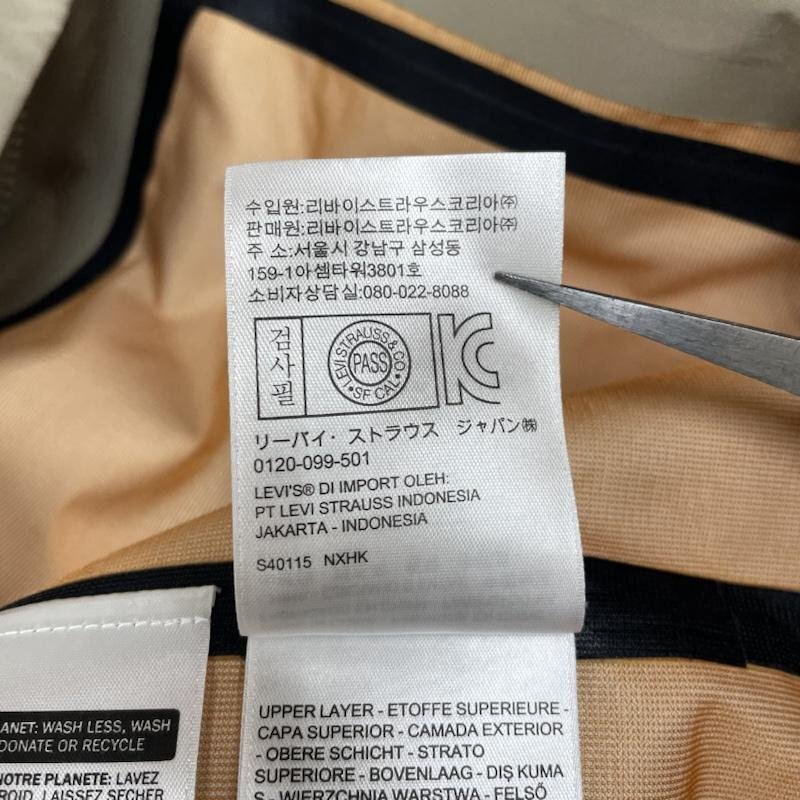 수입원:리바이스트라우스코리아㈜
판매원:리바이스트라우스코리아㈜
주 소:서울시 강남구 삼성동
159-1아셈타워3801호
소비자상담실:080-022-8088
검사필
LEVI STRAUSS & CO.
PASS
• SF CAL •
リーバイ・ストラウス ジャパン㈱
0120-099-501
LEVI'S® DI IMPORT OLEH:
PT LEVI STRAUSS INDONESIA
JAKARTA - INDONESIA
S40115 NXHK
ANET: WASH LESS, WASH
DONATE OR RECYCLE
NOTRE PLANETE: LAVEZ
ROID, LAISSEZ SECHER
UPPER LAYER - ETOFFE SUPERIEURE -
CAPA SUPERIOR - CAMADA EXTERIOR
- OBERE SCHICHT - STRATO
SUPERIORE - BOVENLAAG - DIŞ KUMA
S - WIERZCHNIA WARSTWA - FELSŐ